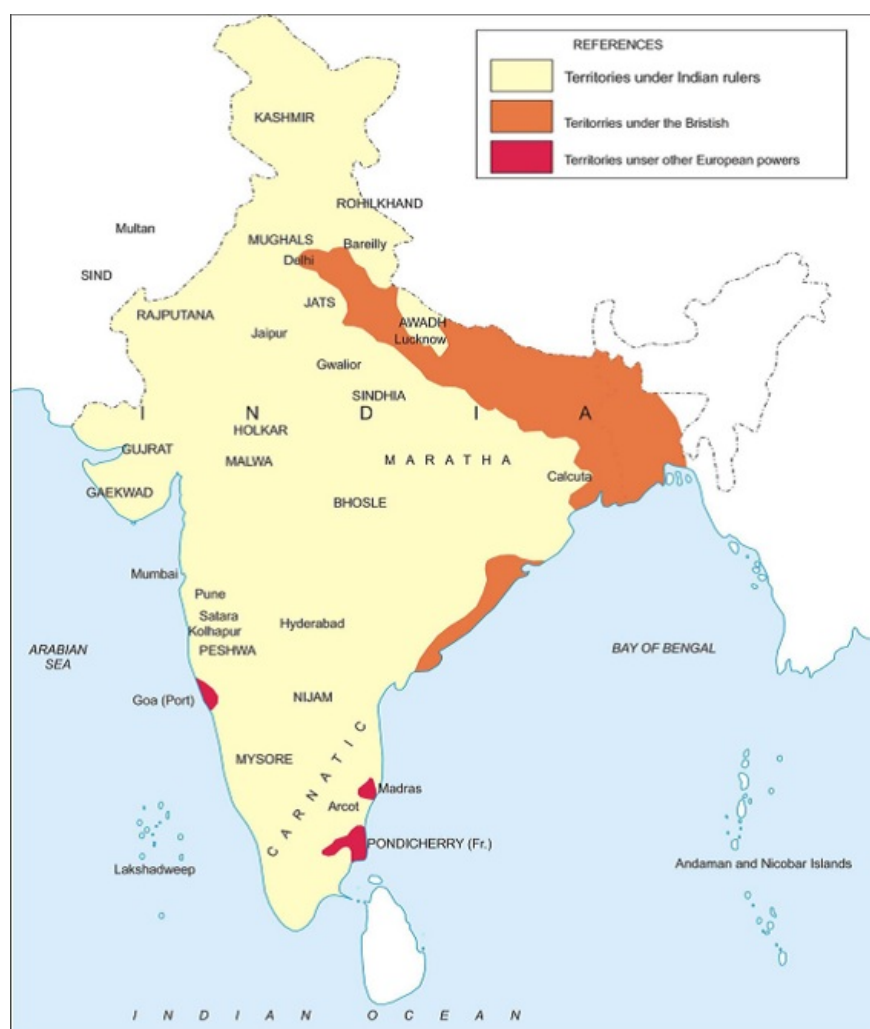 REFERENCES
Territories under Indian rulers
Teritorries under the Bristish
Territories unser other European powers
KASHMIR
ROHILKHAND
Multan
MUGHALS
Bareilly
Delhi
SIND
JATS
RAJPUTANA
AWADH
Jaipur
Lucknow
Gwalior
SINDHIA
I N D I A
HOLKAR
GUJRAT
MALWA
M A R A T H A
Calcuta
GAEKWAD
BHOSLE
Mumbai
Pune
Satara
Hyderabad
Kolhapur
PESHWA
ARABIAN
SEA
BAY OF BENGAL
Goa (Port)
NIJAM
MYSORE
C A R N A T I C
Madras
Arcot
PONDICHERRY (Fr.)
Lakshadweep
Andaman and Nicobar Islands
I N D I A N O C E A N